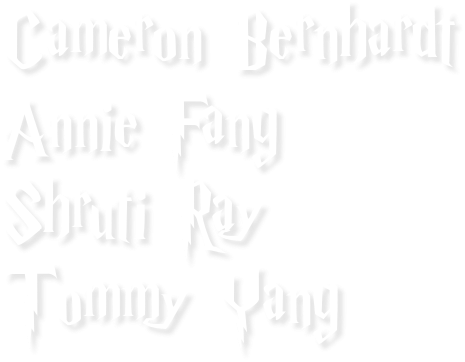 Cameron Bernhardt
Annie Fang
Shruti Ray
Tommy Yang